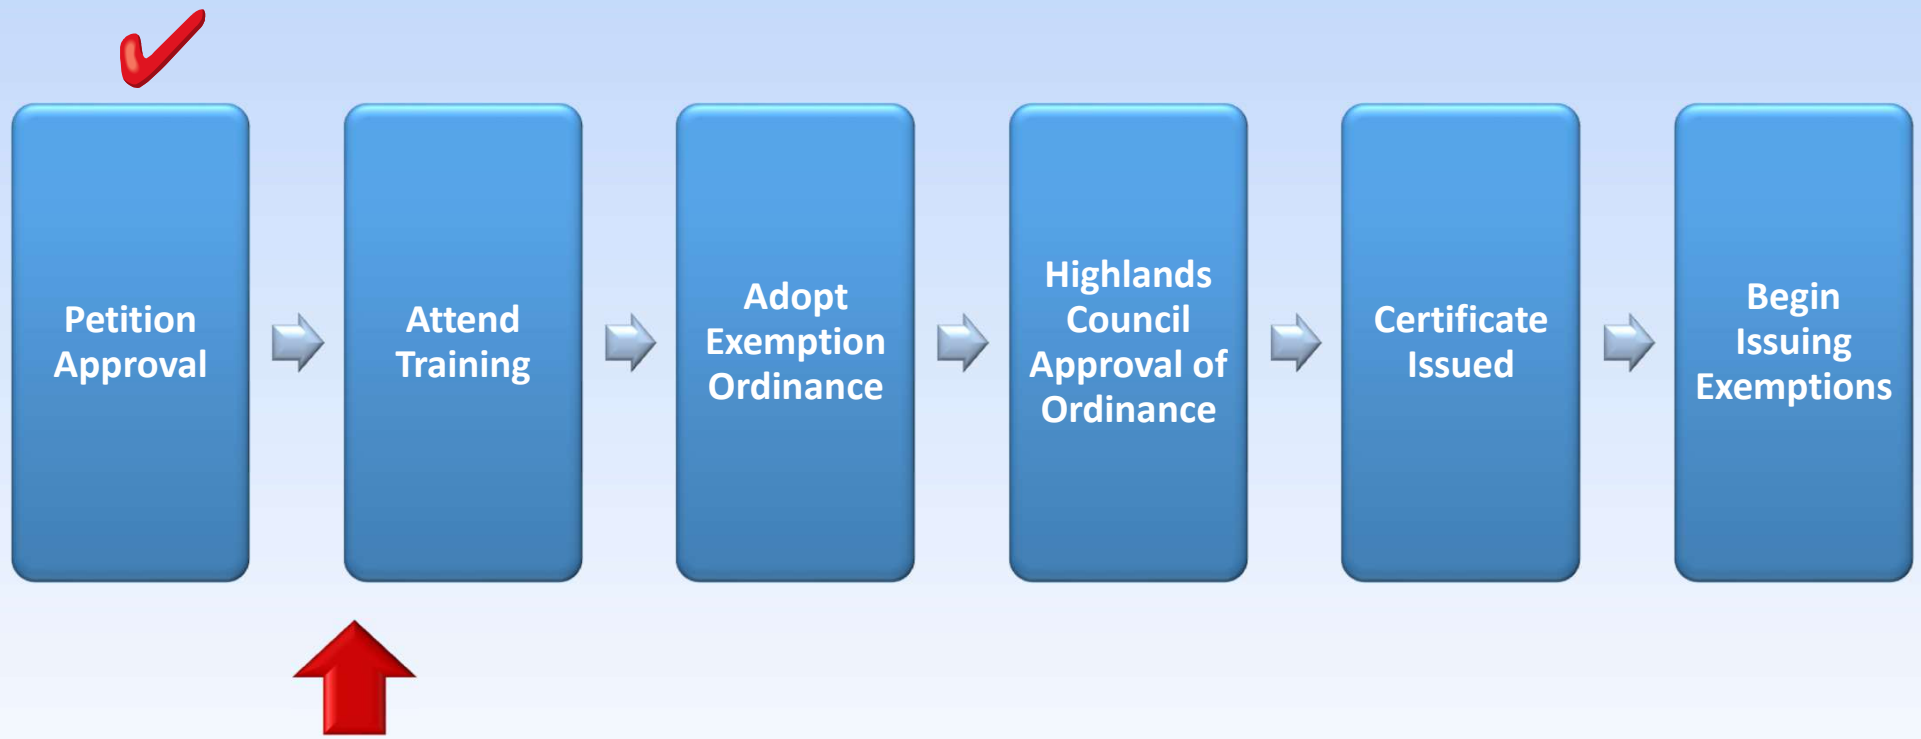 Petition
Approval
Attend
Training
Adopt
Exemption
Ordinance
Highlands
Council
Approval of
Ordinance
Certificate
Issued
Begin
Issuing
Exemptions